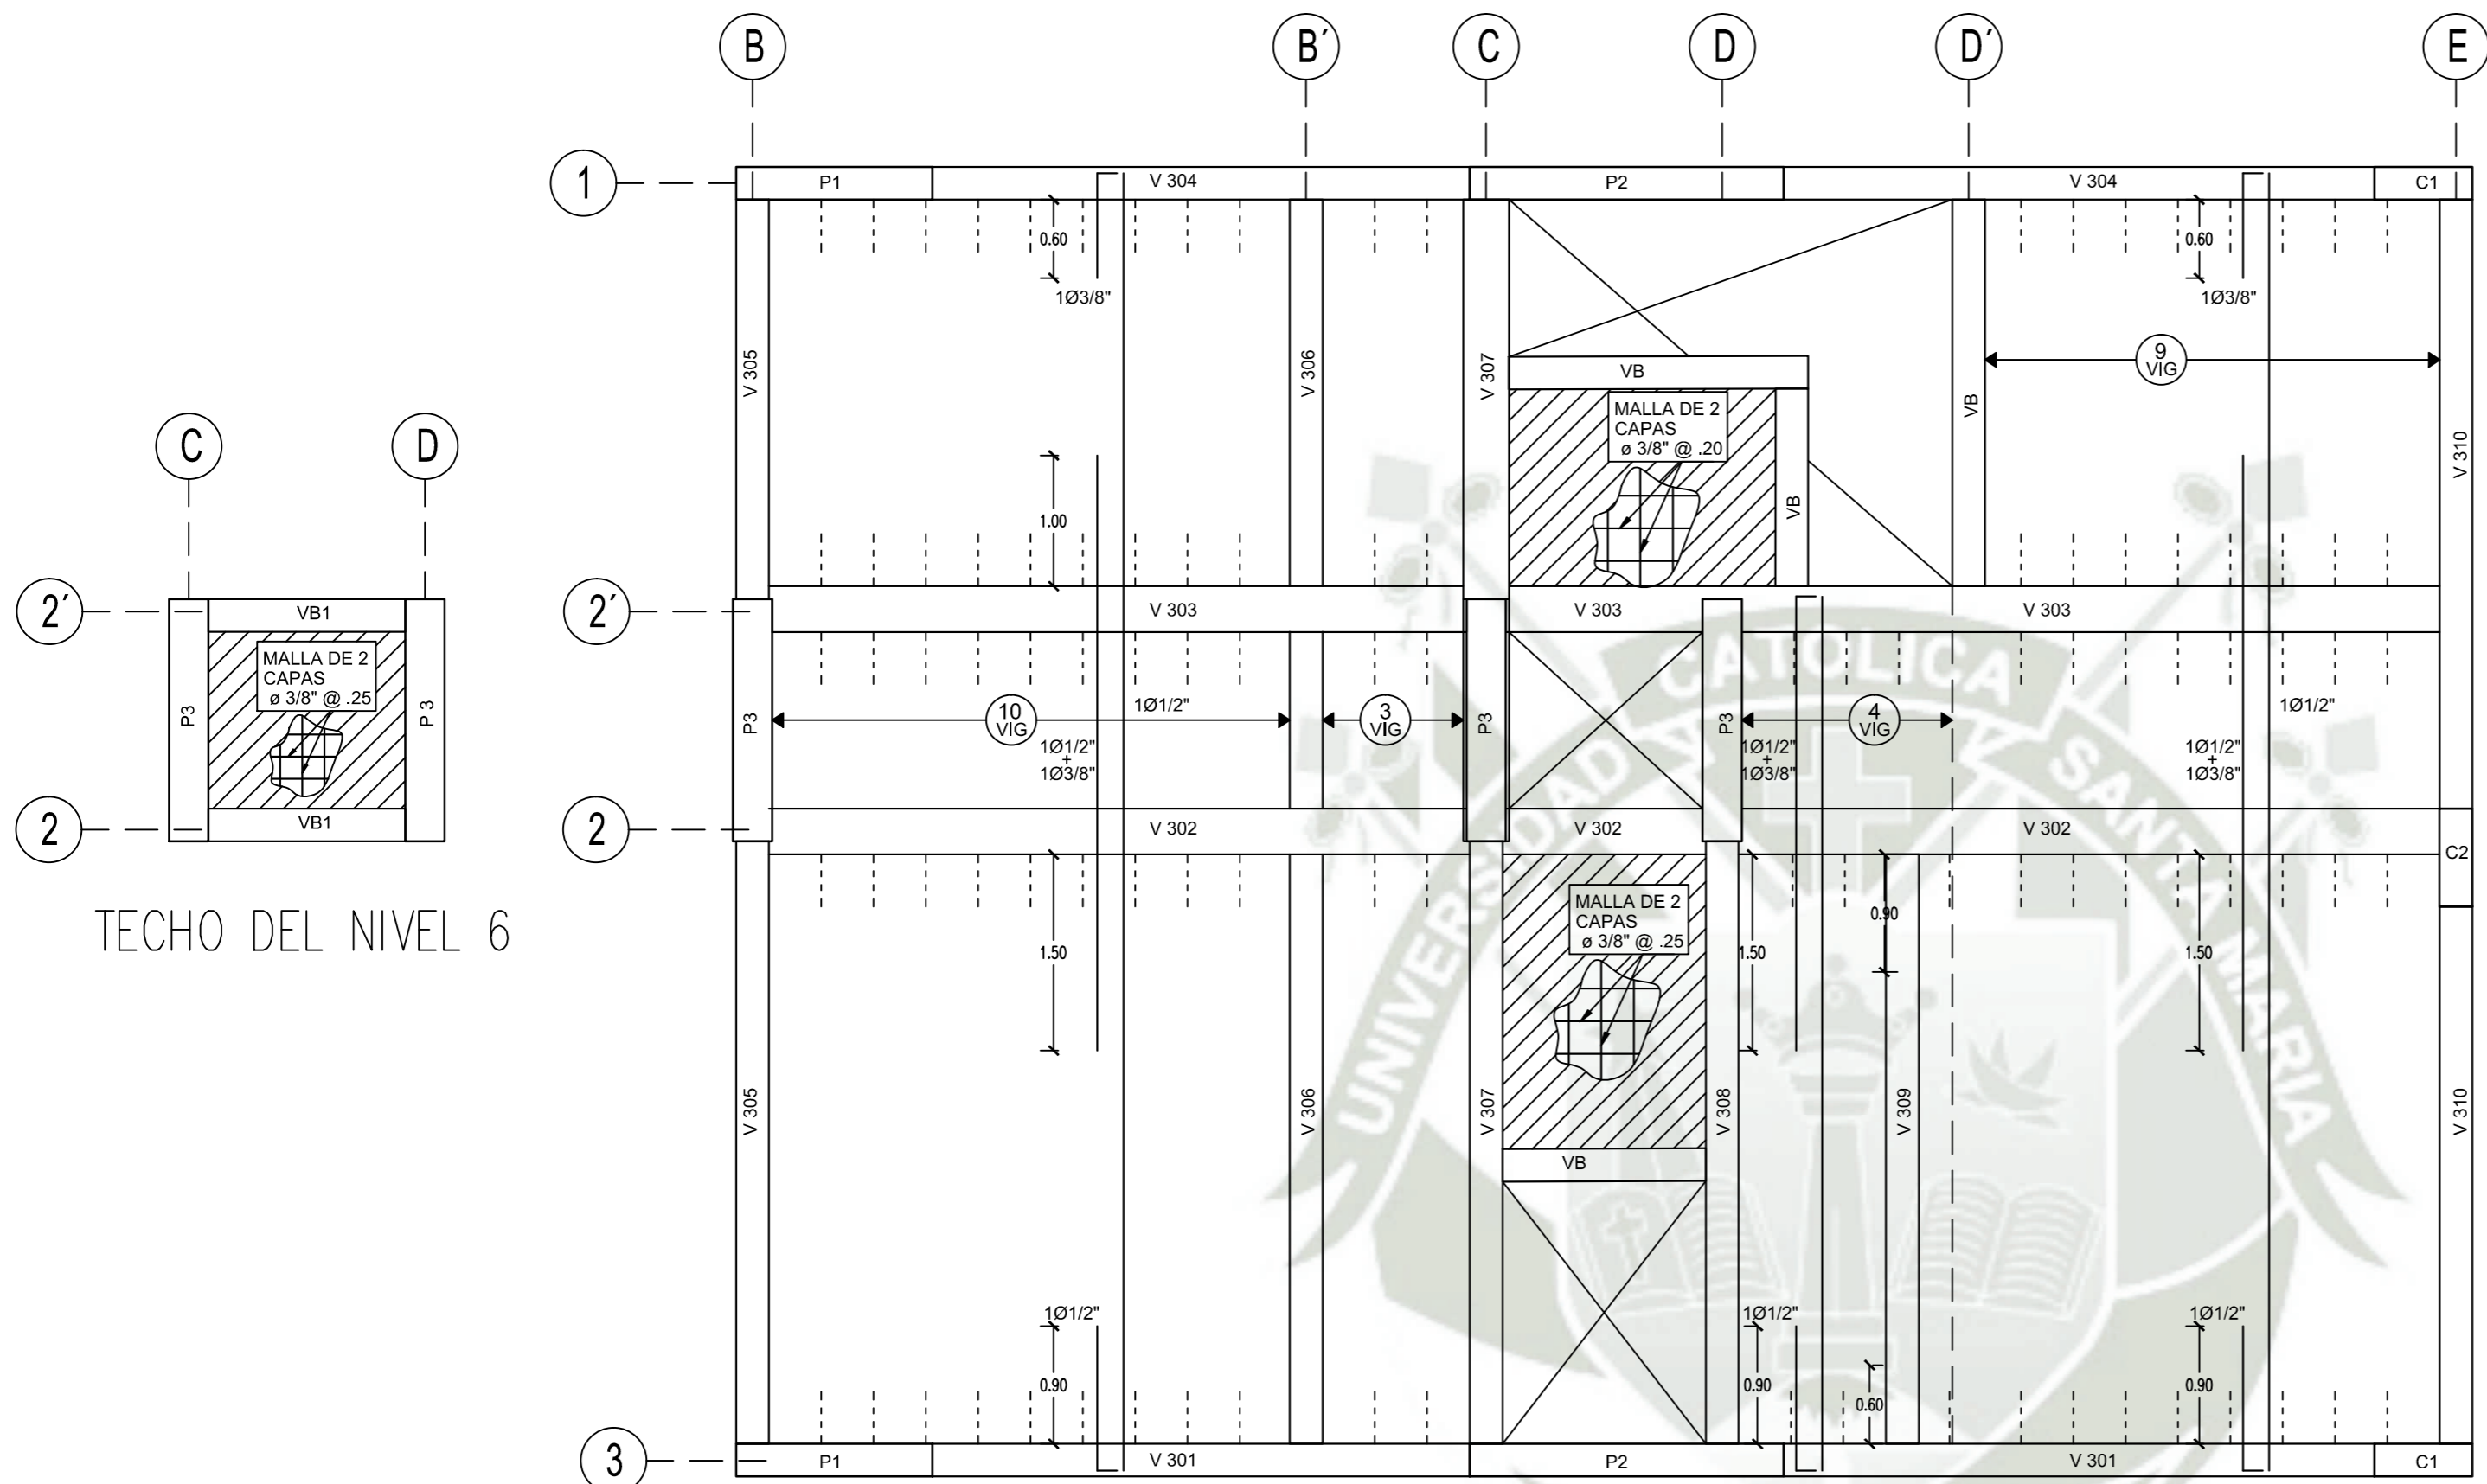 B B´ C D D´ E
1 P1 V 304 P2 V 304 C1
0.60 0.60
1Ø3/8" 1Ø3/8"
V 305 V 306 V 307 VB VB 9 VIG V 310
MALLA DE 2
CAPAS
ø 3/8" @ .20
VB
1.00
C D
2´ VB1
MALLA DE 2
CAPAS
ø 3/8" @ .25
P3 P 3
2 VB1
TECHO DEL NIVEL 6
2´ V 303 V 303 V 303
P3 10 VIG 1Ø1/2" 3 VIG P3 P3 4 VIG 1Ø1/2"
1Ø1/2" 1Ø1/2" 1Ø1/2"
+ + +
1Ø3/8" 1Ø3/8" 1Ø3/8"
2 V 302 V 302 V 302 C2
MALLA DE 2
CAPAS
ø 3/8" @ .25
0.90
1.50 1.50 1.50
V 305 V 306 V 307 V 308 V 309 V 310
VB
1Ø1/2" 1Ø1/2" 1Ø1/2"
0.90 0.90 0.60 0.90
3 P1 V 301 P2 V 301 C1
UNIVERSIDAD CATOLICA SANTA MARIA